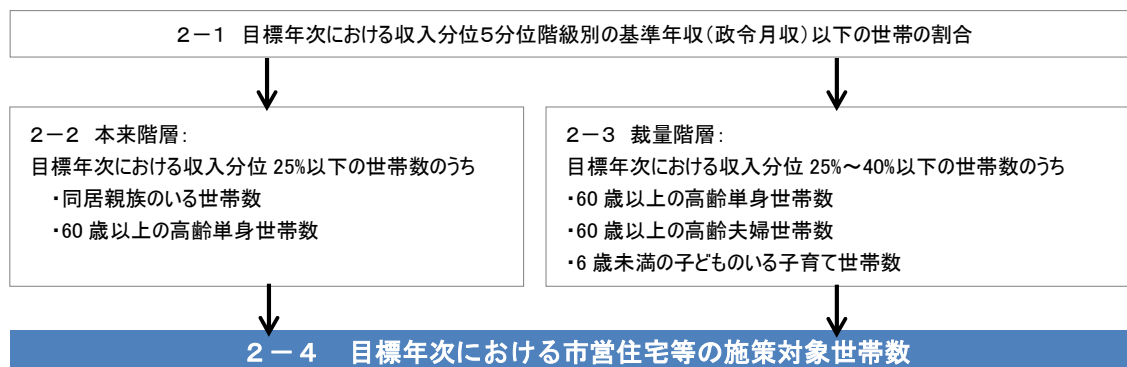 ２－１ 目標年次における収入分位５分位階級別の基準年収（政令月収）以下の世帯の割合
２－２ 本来階層：
目標年次における収入分位 25%以下の世帯数のうち
・同居親族のいる世帯数
・60 歳以上の高齢単身世帯数
２－３ 裁量階層：
目標年次における収入分位 25%～40%以下の世帯数のうち
・60 歳以上の高齢単身世帯数
・60 歳以上の高齢夫婦世帯数
・6 歳未満の子どものいる子育て世帯数
２－４ 目標年次における市営住宅等の施策対象世帯数